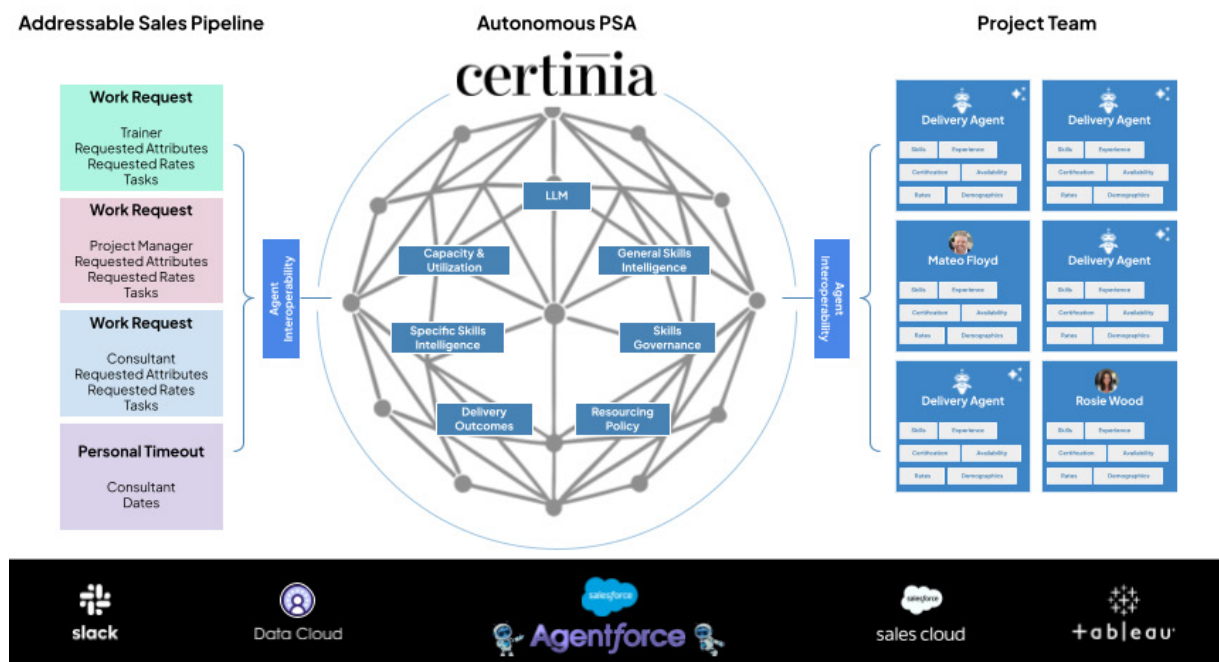 Addressable Sales Pipeline
Autonomous PSA
Project Team
certinia
Work Request
Trainer
Requested Attributes
Requested Rates
Tasks
Work Request
Project Manager
Requested Attributes
Requested Rates
Tasks
Work Request
Consultant
Requested Attributes
Requested Rates
Tasks
Personal Timeout
Consultant
Dates
Agent
Interoperability
LLM
Capacity &
Utilization
General Skills
Intelligence
Specific Skills
Intelligence
Skills
Governance
Delivery
Outcomes
Resourcing
Policy
Agent
Interoperability
Delivery Agent
Skills Experience
Certification Availability
Rates Demographics
Delivery Agent
Skills Experience
Certification Availability
Rates Demographics
Mateo Floyd
Skills Experience
Certification Availability
Rates Demographics
Delivery Agent
Skills Experience
Certification Availability
Rates Demographics
Delivery Agent
Skills Experience
Certification Availability
Rates Demographics
Rosie Wood
Skills Experience
Certification Availability
Rates Demographics
slack
Data Cloud
salesforce
Agentforce
salesforce
sales cloud
+ableau